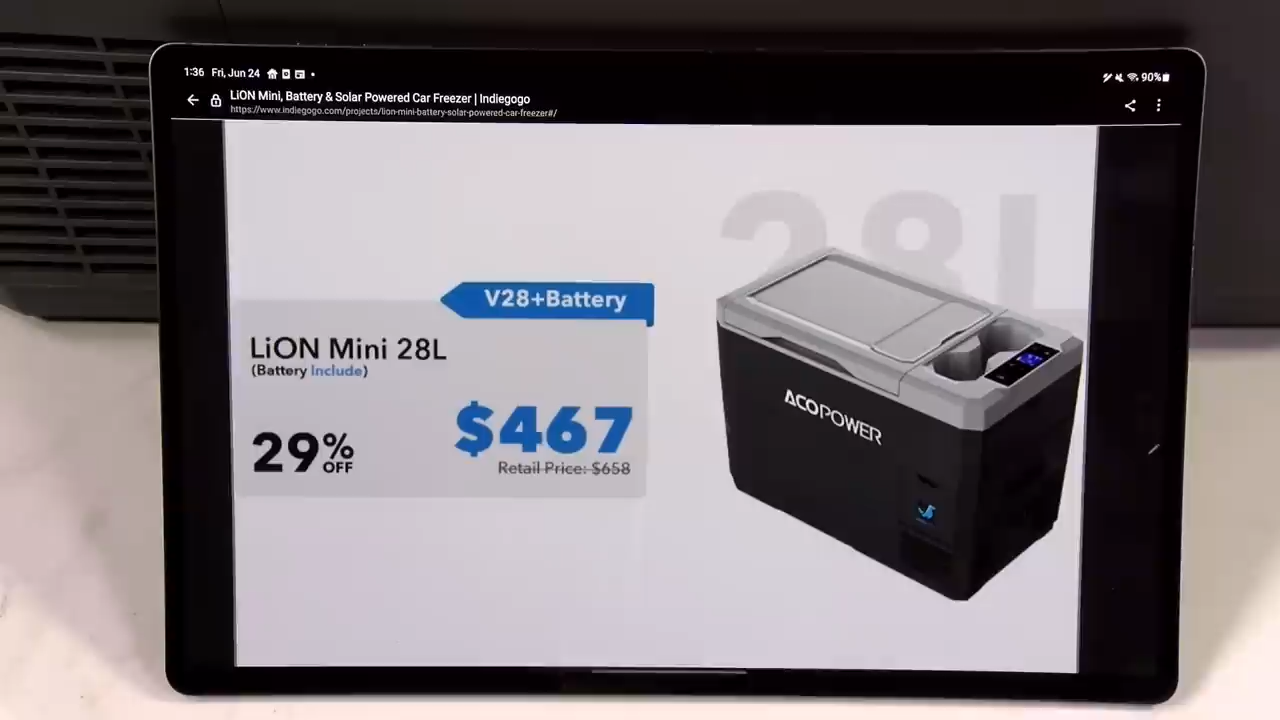 1:36 Fri, Jun 24
90%
LiON Mini, Battery & Solar Powered Car Freezer | Indiegogo
https://www.indiegogo.com/projects/lion-mini-battery-solar-powered-car-freezer#/
28L
V28+Battery
LiON Mini 28L
(Battery Include)
29% OFF
$467
Retail Price: $658
ACOPOWER